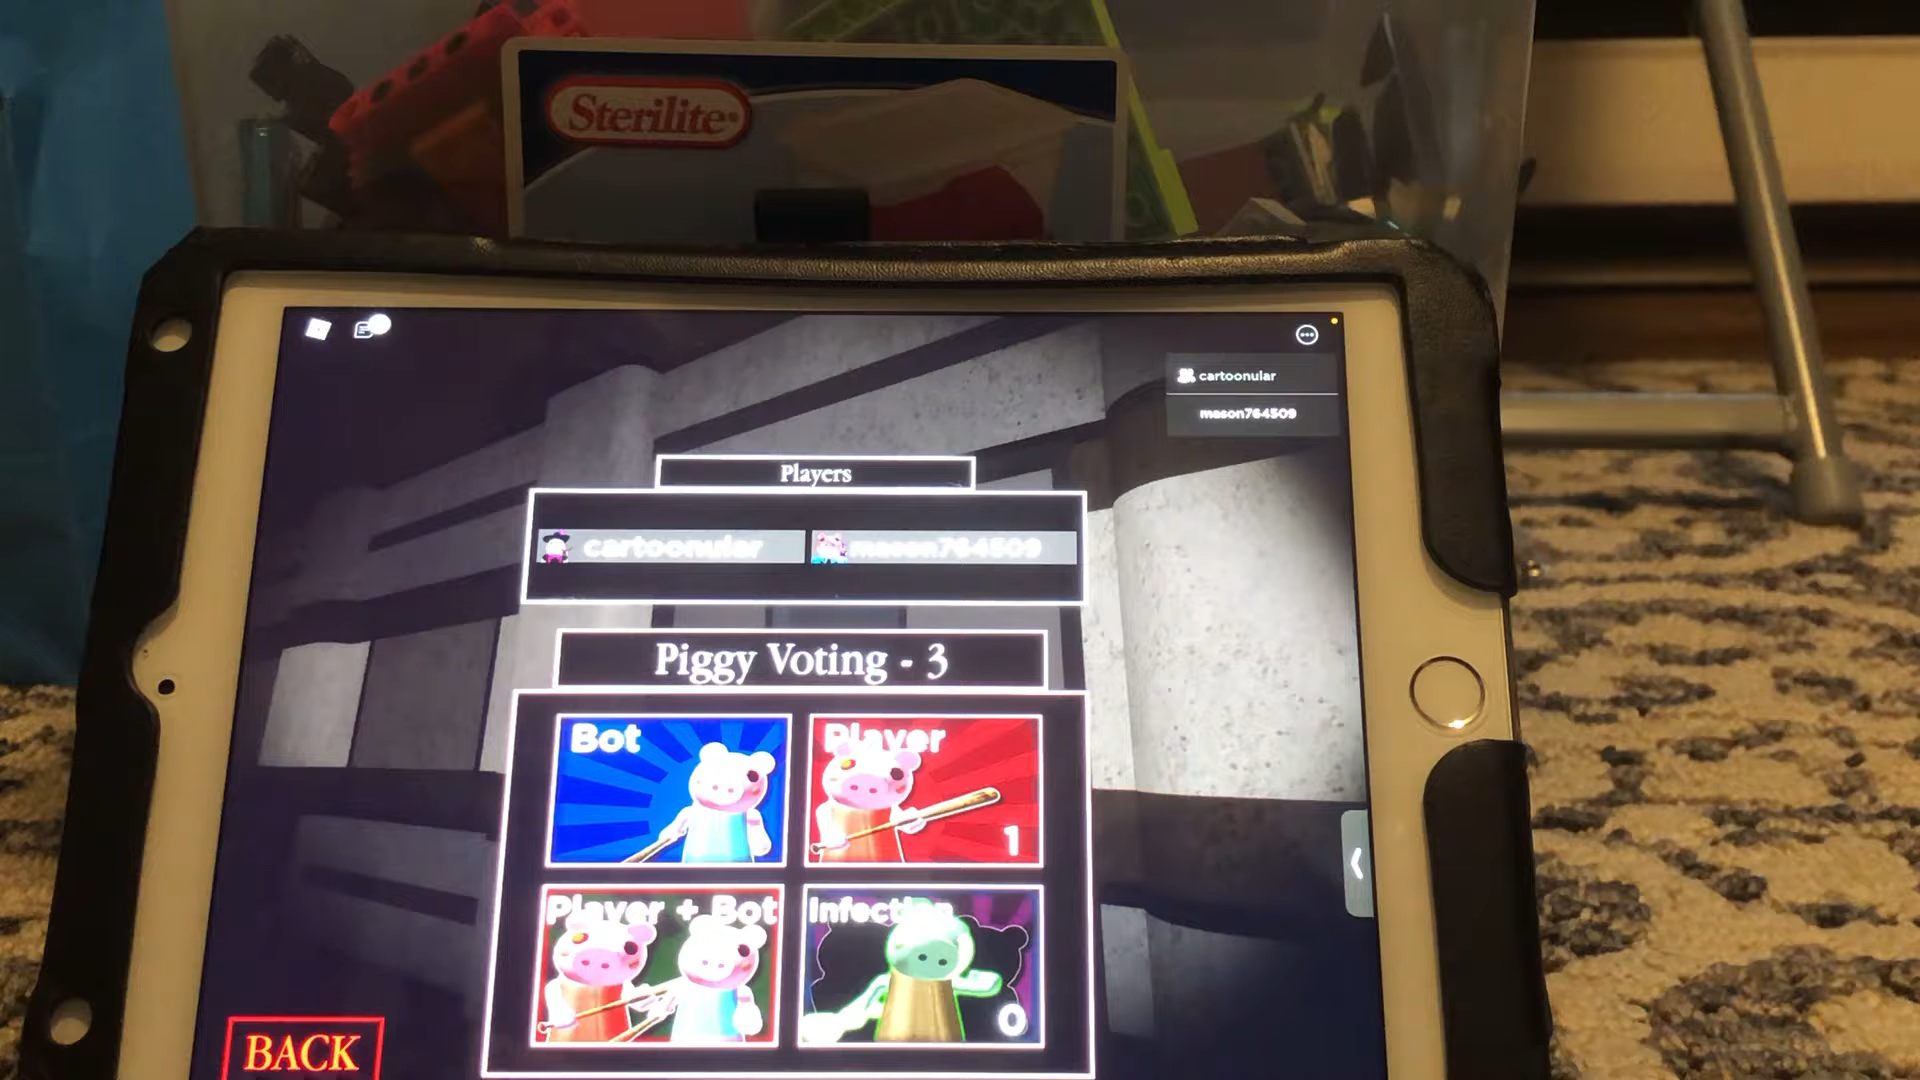 Sterilite
cartoonular
mason764509
Players
cartoonular
mason764509
Piggy Voting - 3
Bot
Player
1
Player + Bot
Infection
0
BACK